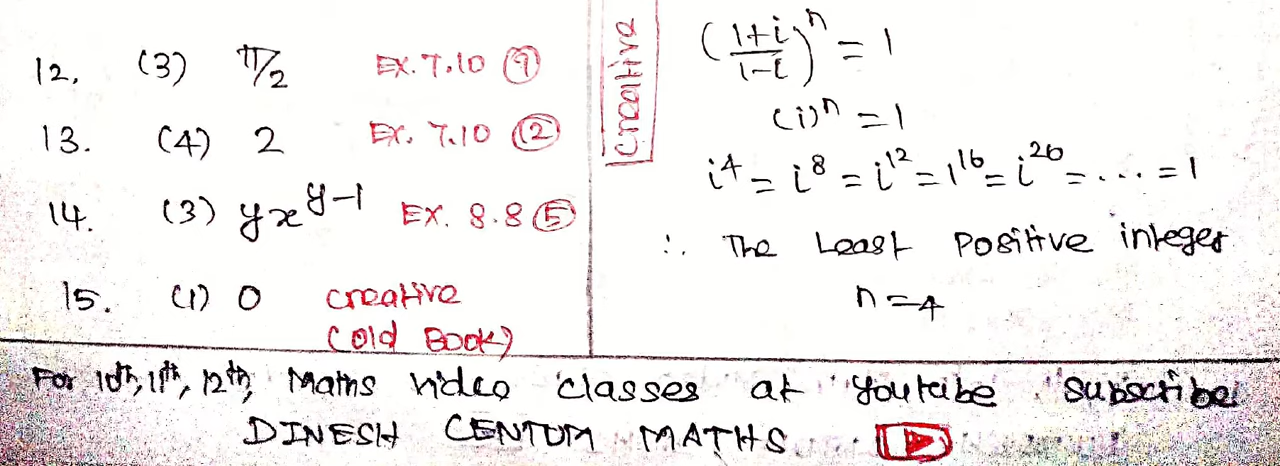 12. (3) π/2 Ex. 7.10 (9)
13. (4) 2 Ex. 7.10 (2)
14. (3) yx^y-1 Ex. 8.8 (5)
15. (1) 0 creative
(old Book)
creative
(1+i/1-i)^n = 1
(i)^n = 1
i^4 = i^8 = i^12 = 1^16 = i^20 = .... = 1
∴ The Least Positive integer
n = 4
For 10th, 11th, 12th, Maths video classes at Youtube subscribe
DINESH CENTUM MATHS